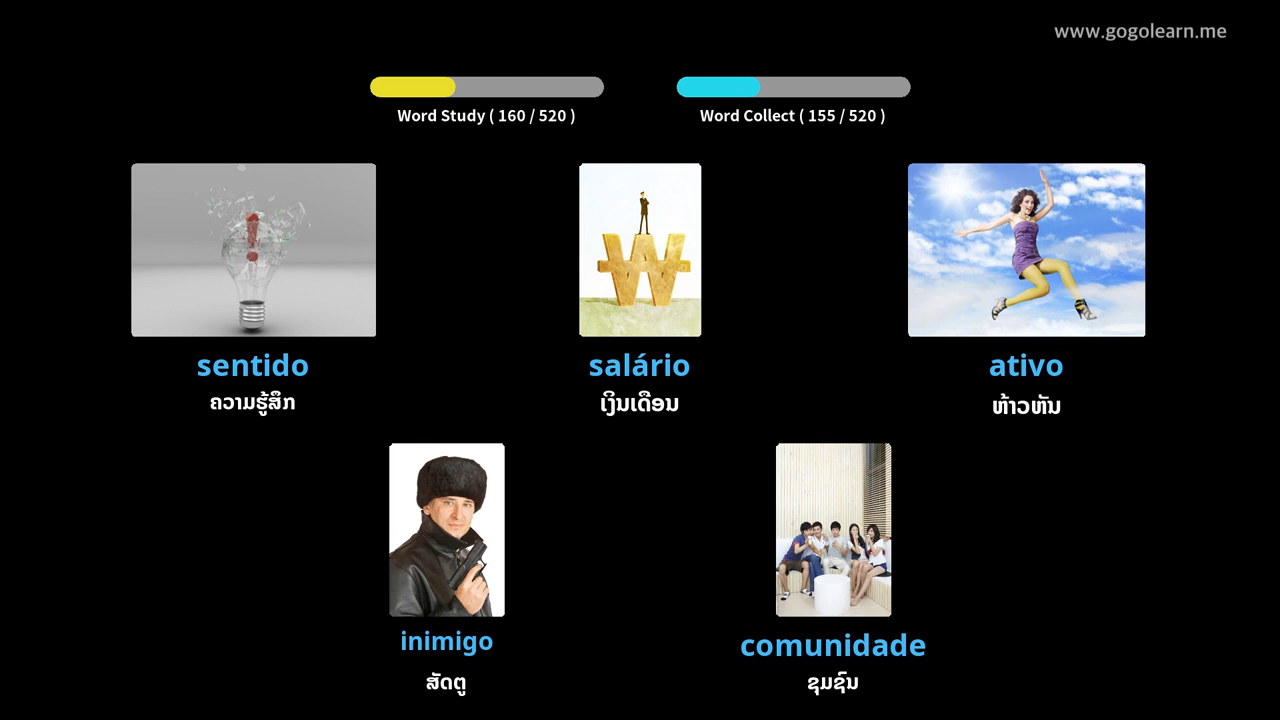 www.gogolearn.me
Word Study ( 160 / 520 )
Word Collect ( 155 / 520 )
sentido
ຄວາມຮູ້ສຶກ
salário
ເງິນເດືອນ
ativo
ຫ້າວຫັນ
inimigo
ສັດຕູ
comunidade
ຊຸມຊົນ